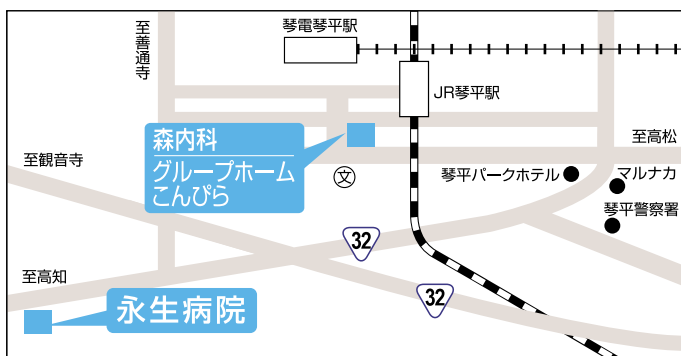 至善通寺
琴電琴平駅
JR琴平駅
森内科
グループホーム
こんぴら
至高松
至観音寺
文
琴平パークホテル
マルナカ
琴平警察署
32
至高知
32
永生病院